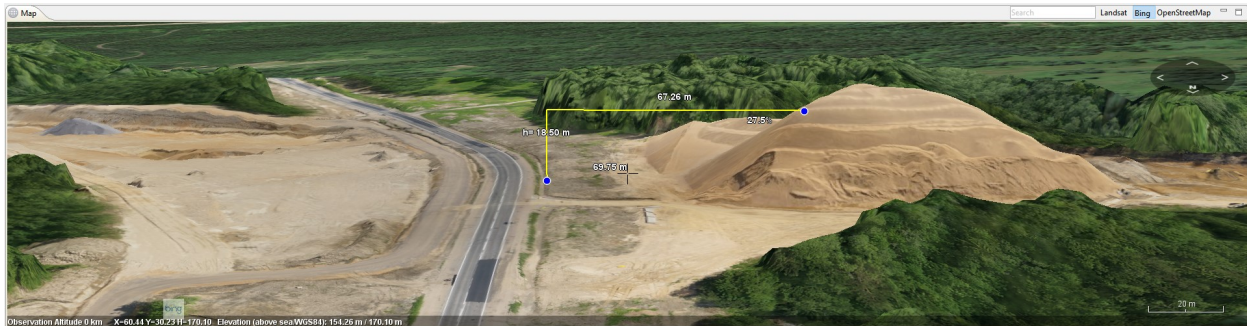 Map
Search
Landsat
Bing
OpenStreetMap
67.26 m
27.5%
h= 18.50 m
69.75 m
N
bing
20 m
Observation Altitude 0 km X=60.44 Y=30.23 H=170.10 Elevation (above sea/WGS84): 154.26 m / 170.10 m